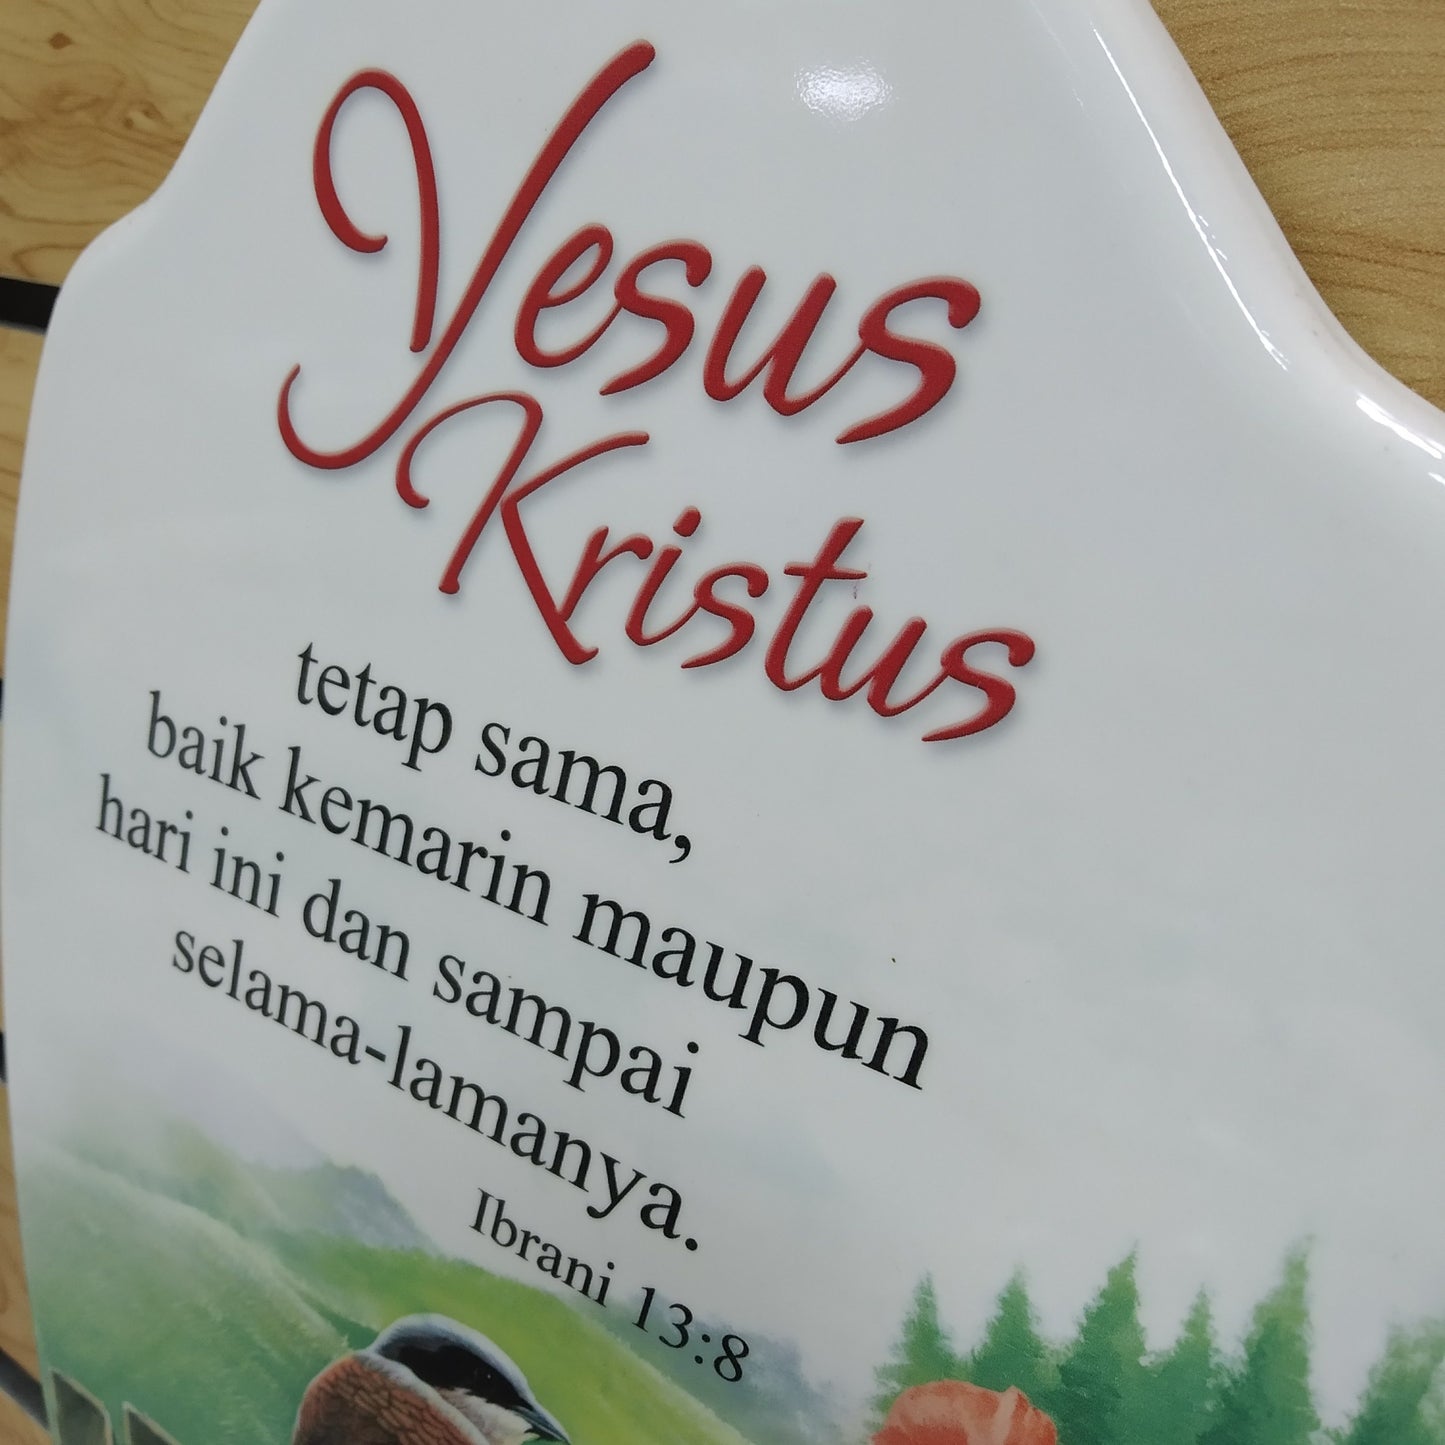 Yesus
Kristus
tetap sama,
baik kemarin maupun
hari ini dan sampai
selama-lamanya.
Ibrani 13:8